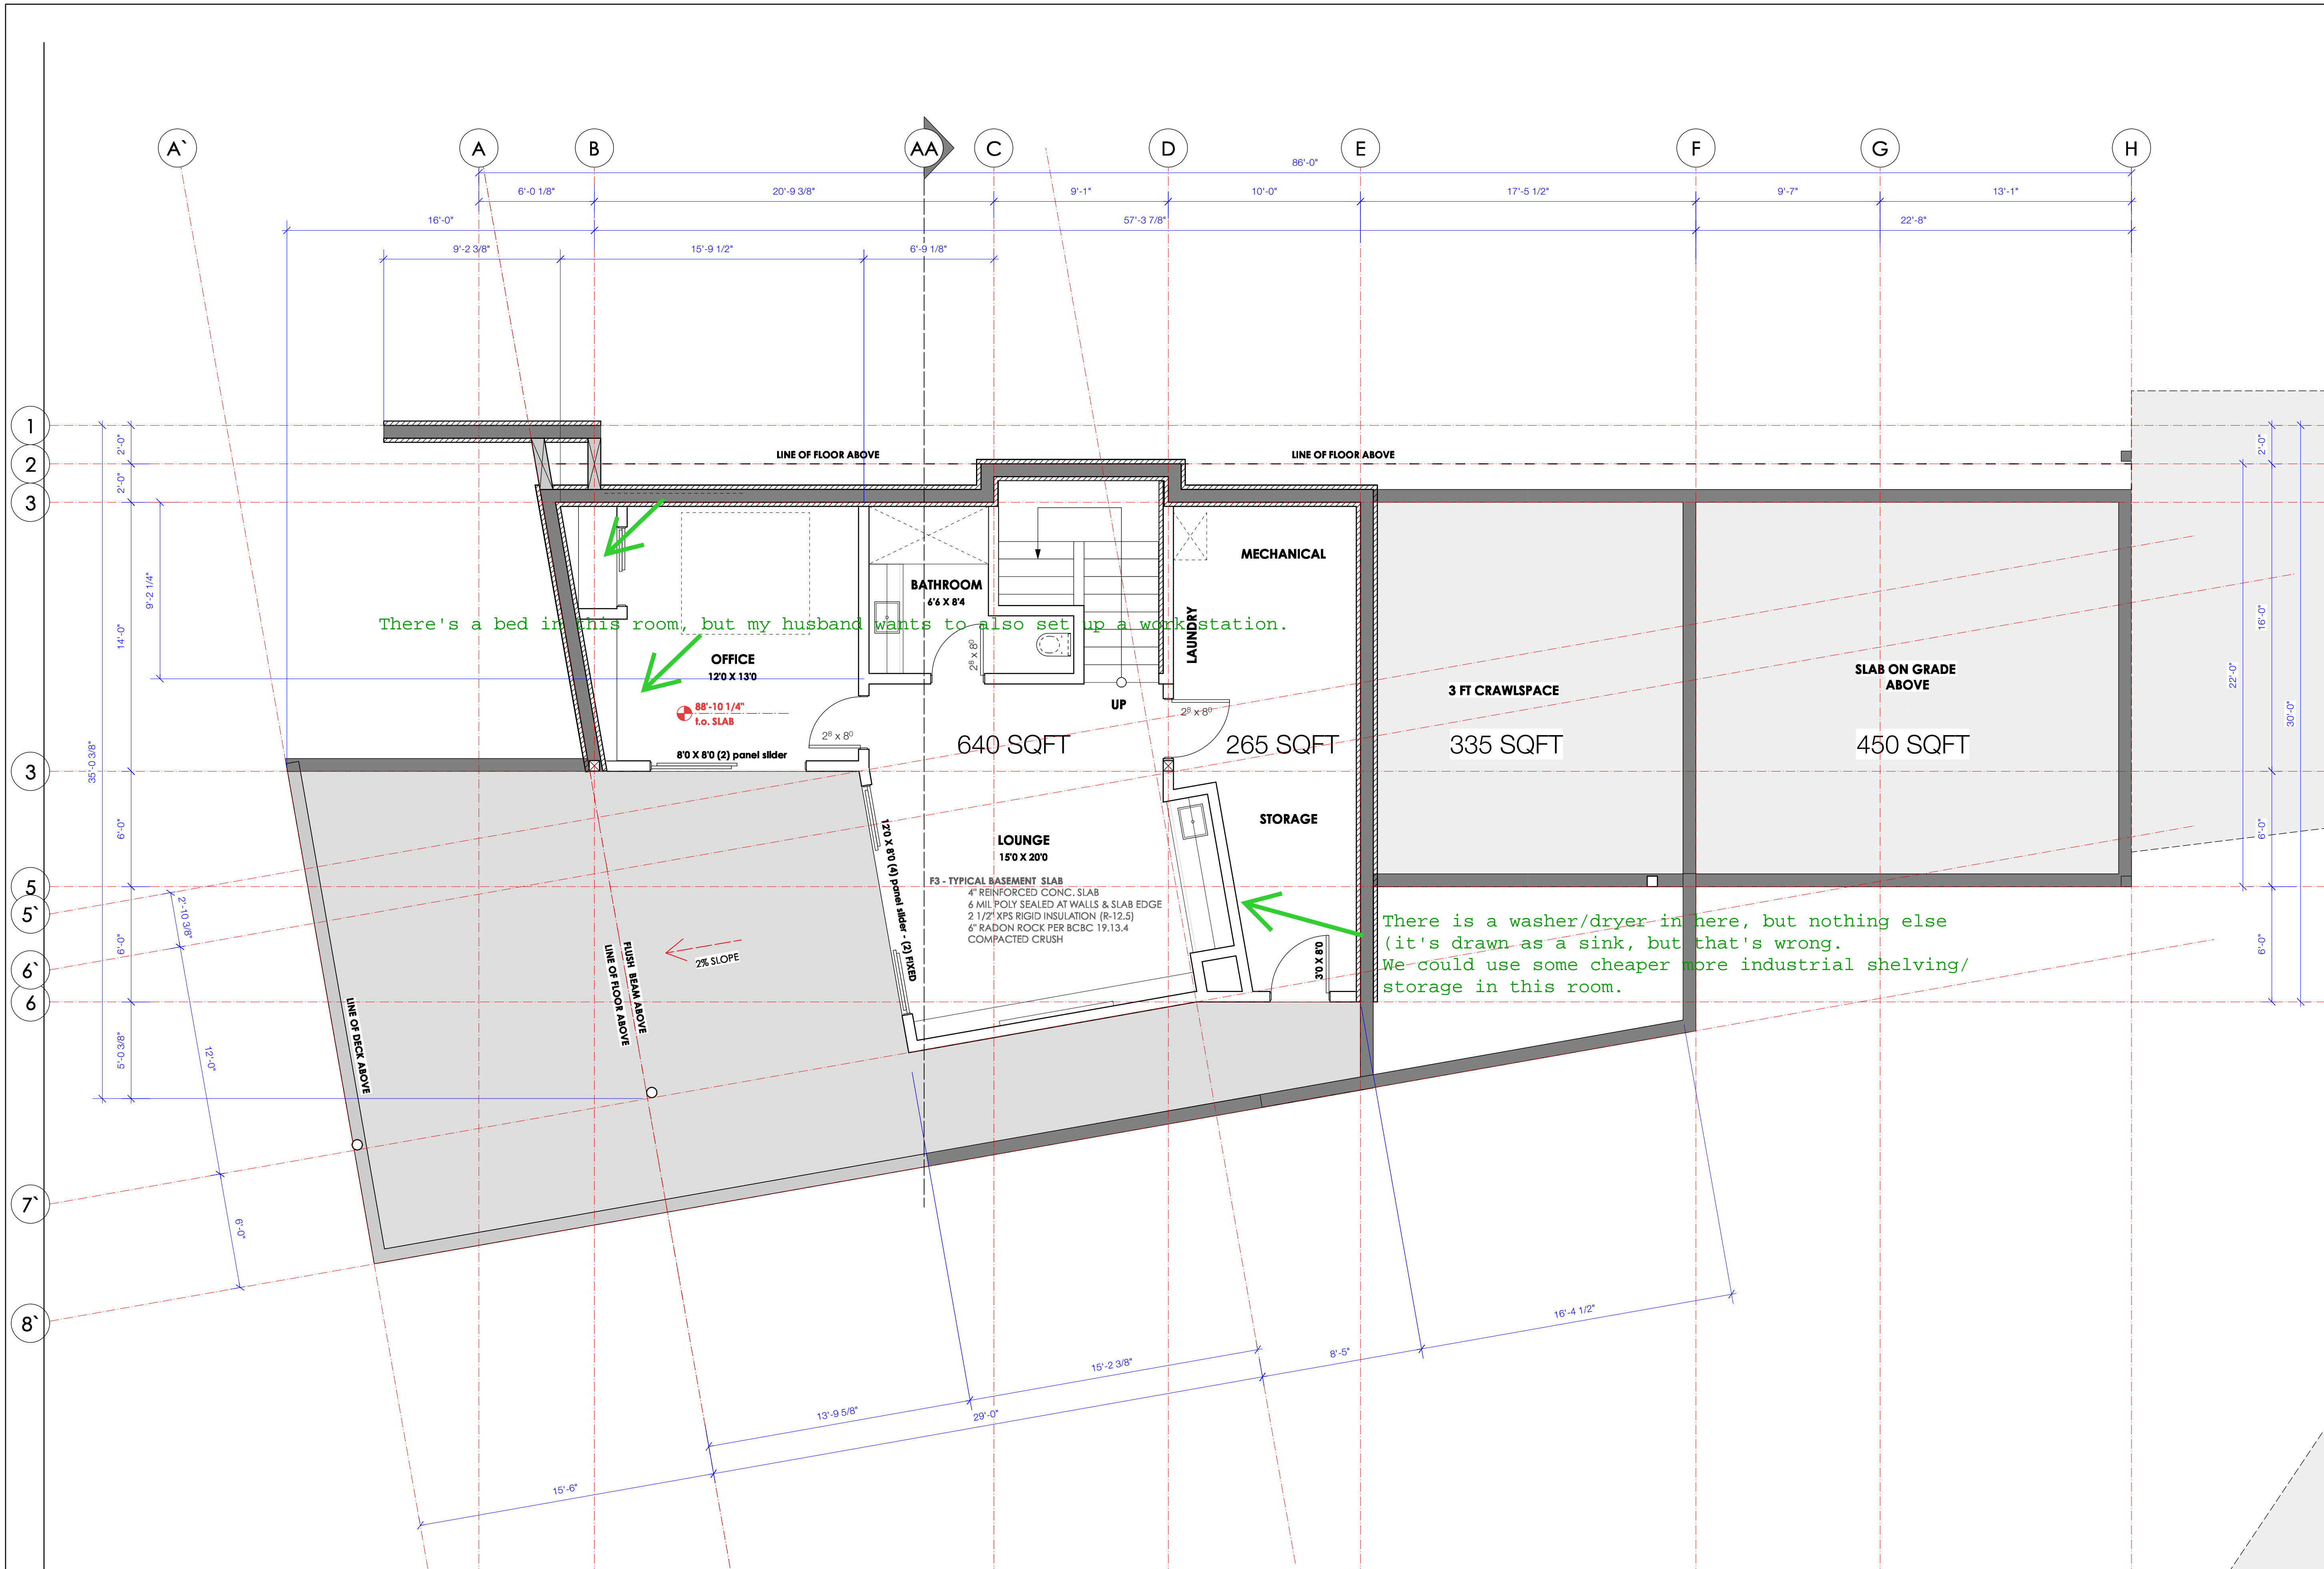 A` A B AA C D E F G H
86'-0"
6'-0 1/8" 20'-9 3/8" 9'-1" 10'-0" 17'-5 1/2" 9'-7" 13'-1"
16'-0" 57'-3 7/8" 22'-8"
9'-2 3/8" 15'-9 1/2" 6'-9 1/8"
1
2
3
3
5
5`
6`
6
7`
8`
2'-0"
2'-0"
14'-0"
9'-2 1/4"
35'-0 3/8"
6'-0"
6'-0"
5'-0 3/8"
2'-10 3/8"
12'-0"
6'-0"
LINE OF FLOOR ABOVE
LINE OF FLOOR ABOVE
MECHANICAL
BATHROOM
6'6 X 8'4
LAUNDRY
There's a bed in this room, but my husband wants to also set up a work station.
OFFICE
12'0 X 13'0
2⁸ x 8⁰
88'-10 1/4"
t.o. SLAB
UP
2⁸ x 8⁰
2⁸ x 8⁰
8'0 X 8'0 (2) panel slider
640 SQFT
265 SQFT
3 FT CRAWLSPACE
335 SQFT
SLAB ON GRADE
ABOVE
450 SQFT
2'-0"
16'-0"
22'-0"
30'-0"
6'-0"
6'-0"
STORAGE
LOUNGE
15'0 X 20'0
12'0 X 8'0 (4) panel slider - (2) FIXED
F3 - TYPICAL BASEMENT SLAB
4" REINFORCED CONC. SLAB
6 MIL POLY SEALED AT WALLS & SLAB EDGE
2 1/2" XPS RIGID INSULATION (R-12.5)
6" RADON ROCK PER BCBC 19.13.4
COMPACTED CRUSH
There is a washer/dryer in here, but nothing else
(it's drawn as a sink, but that's wrong.
We could use some cheaper more industrial shelving/
storage in this room.
3'0 X 8'0
2% SLOPE
FLUSH BEAM ABOVE
LINE OF FLOOR ABOVE
LINE OF DECK ABOVE
16'-4 1/2"
8'-5"
15'-2 3/8"
13'-9 5/8"
29'-0"
15'-6"